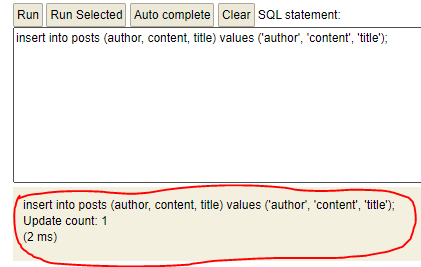 Run Run Selected Auto complete Clear SQL statement:
insert into posts (author, content, title) values ('author', 'content', 'title');
insert into posts (author, content, title) values ('author', 'content', 'title');
Update count: 1
(2 ms)